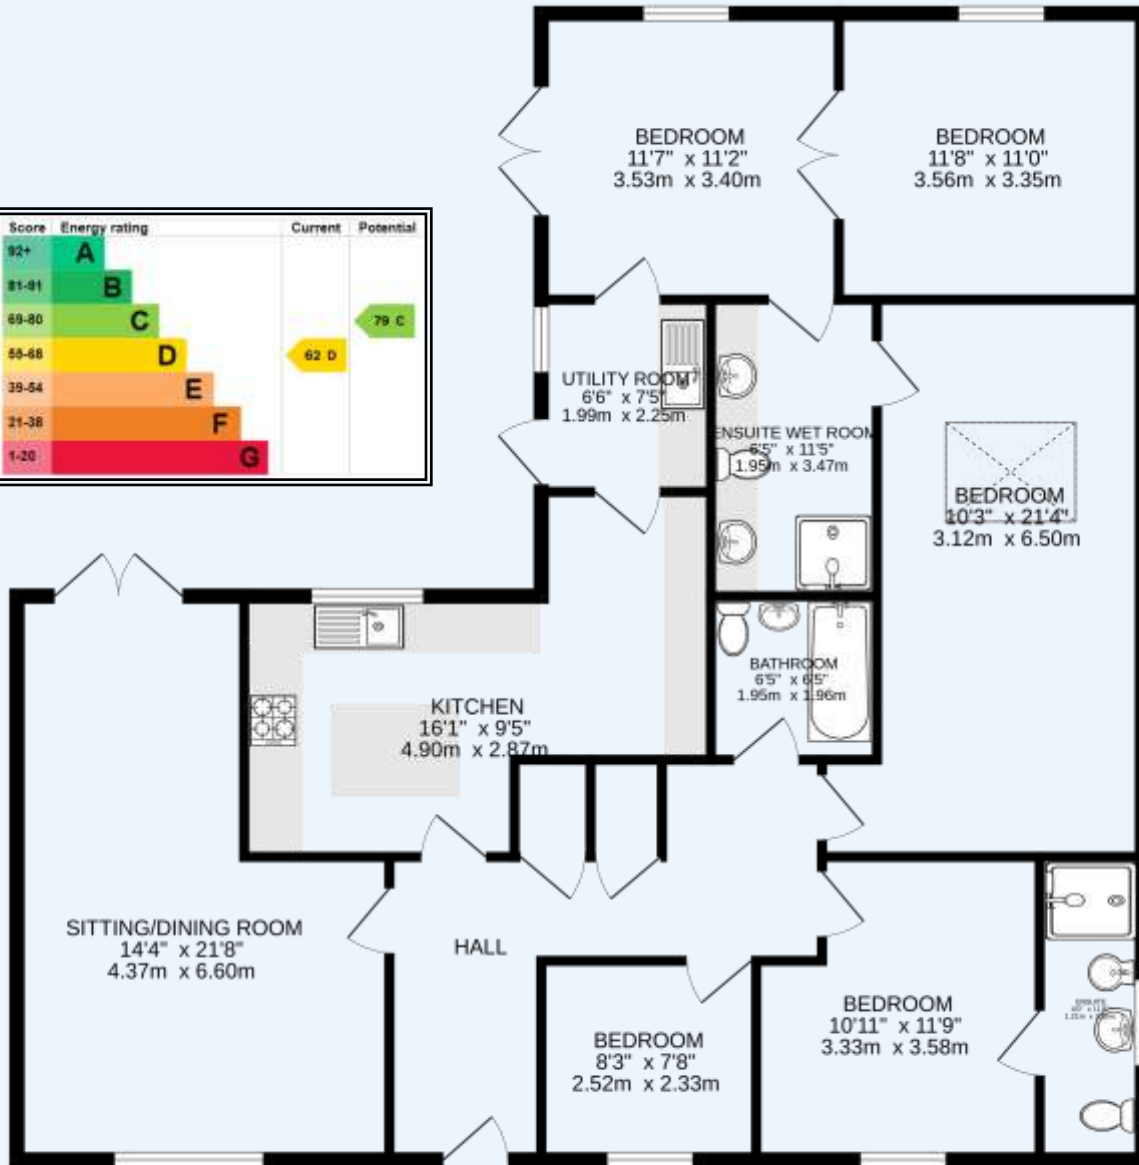 BEDROOM
11'7" x 11'2"
3.53m x 3.40m
BEDROOM
11'8" x 11'0"
3.56m x 3.35m
Score Energy rating Current Potential
92+ A
81-91 B
69-80 C 79 C
55-68 D 62 D
39-54 E
21-38 F
1-20 G
UTILITY ROOM
6'6" x 7'5"
1.99m x 2.25m
ENSUITE WET ROOM
6'5" x 11'5"
1.95m x 3.47m
BEDROOM
10'3" x 21'4"
3.12m x 6.50m
BATHROOM
6'5" x 6'5"
1.95m x 1.96m
KITCHEN
16'1" x 9'5"
4.90m x 2.87m
SITTING/DINING ROOM
14'4" x 21'8"
4.37m x 6.60m
HALL
BEDROOM
8'3" x 7'8"
2.52m x 2.33m
BEDROOM
10'11" x 11'9"
3.33m x 3.58m
ENSUITE